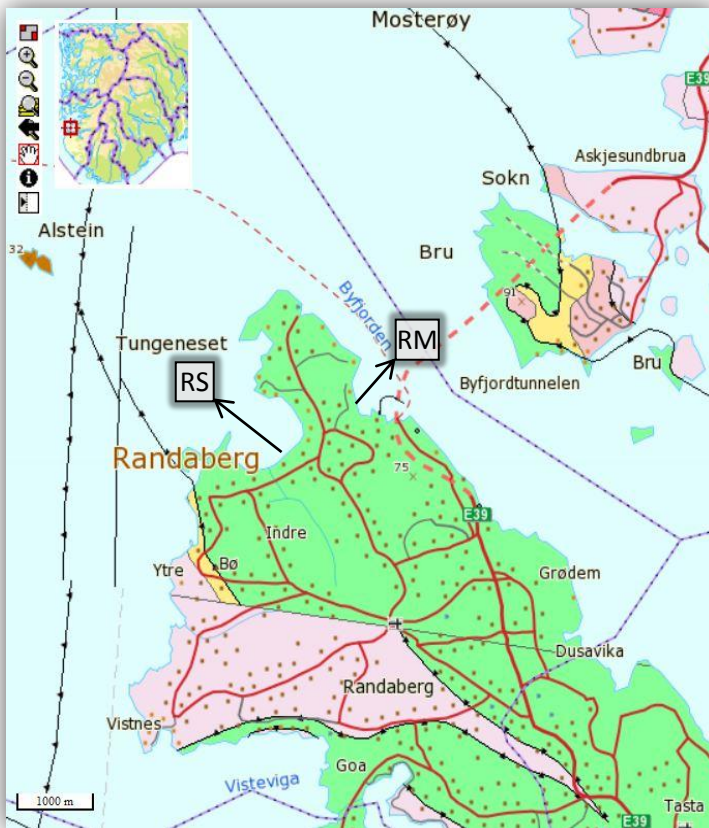 Mosterøy
E39
Askjesundbrua
Sokn
Alstein
32
Bru
91
Byfjorden
Tungeneset
RM
RS
Byfjordtunnelen
Bru
Randaberg
75
E39
Indre
Ytre
Bø
Grødem
Dusavika
Randaberg
Vistnes
Goa
Visteviga
1000 m
Tasta
E39